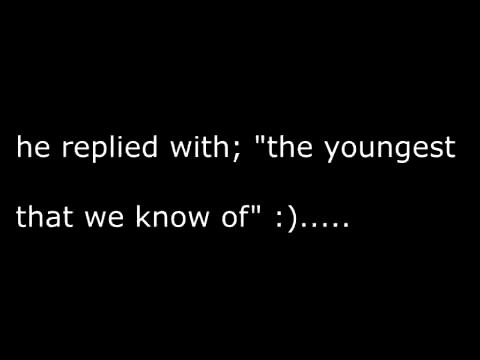 he replied with; "the youngest
that we know of" :).....